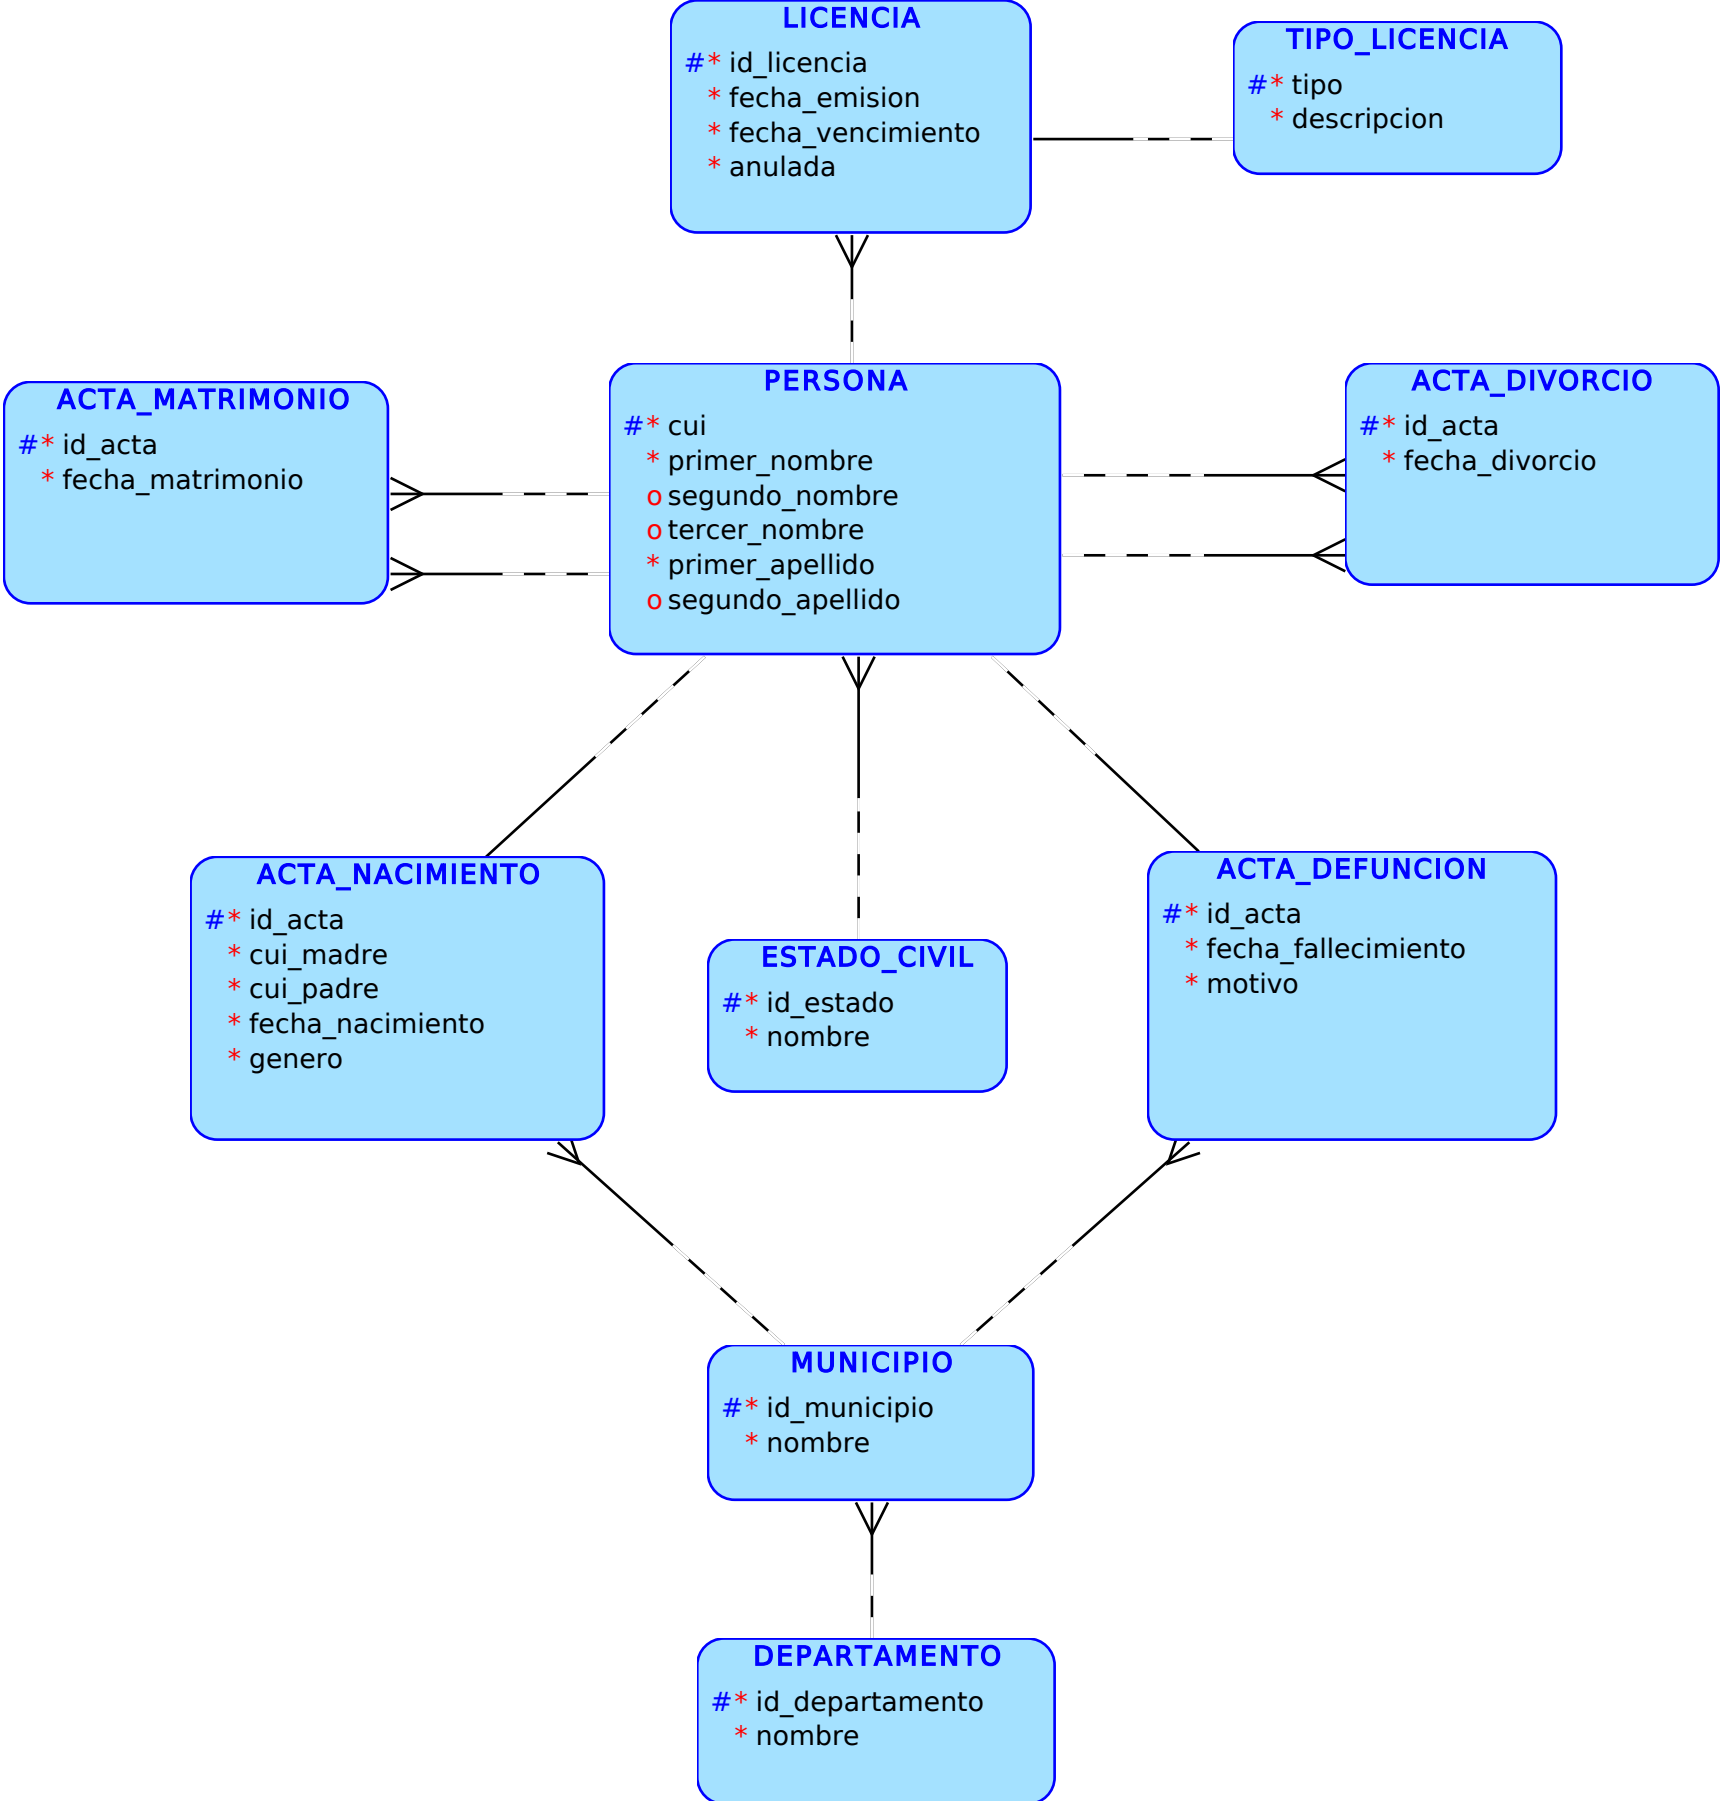 LICENCIA
#* id_licencia
* fecha_emision
* fecha_vencimiento
* anulada
TIPO_LICENCIA
#* tipo
* descripcion
ACTA_MATRIMONIO
#* id_acta
* fecha_matrimonio
PERSONA
#* cui
* primer_nombre
o segundo_nombre
o tercer_nombre
* primer_apellido
o segundo_apellido
ACTA_DIVORCIO
#* id_acta
* fecha_divorcio
ACTA_NACIMIENTO
#* id_acta
* cui_madre
* cui_padre
* fecha_nacimiento
* genero
ESTADO_CIVIL
#* id_estado
* nombre
ACTA_DEFUNCION
#* id_acta
* fecha_fallecimiento
* motivo
MUNICIPIO
#* id_municipio
* nombre
DEPARTAMENTO
#* id_departamento
* nombre